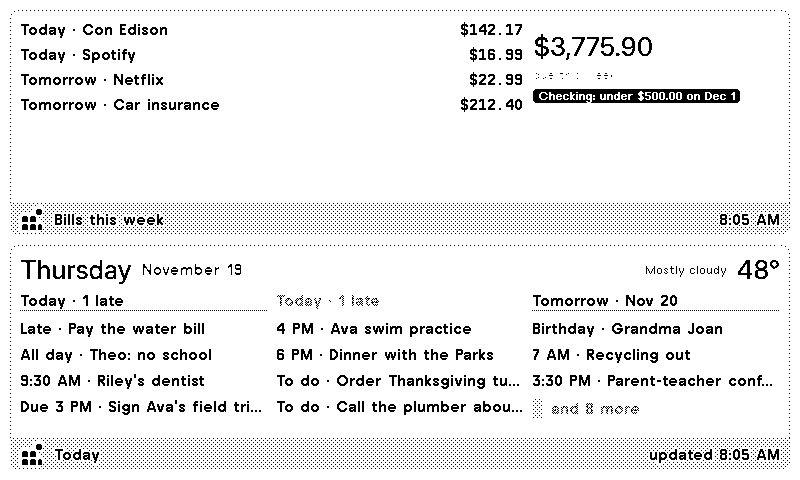 Today · Con Edison $142.17
Today · Spotify $16.99
Tomorrow · Netflix $22.99
Tomorrow · Car insurance $212.40
$3,775.90
due this week
Checking: under $500.00 on Dec 1
Bills this week 8:05 AM
Thursday November 19 Mostly cloudy 48°
Today · 1 late
Late · Pay the water bill
All day · Theo: no school
9:30 AM · Riley's dentist
Due 3 PM · Sign Ava's field tri...
Today · 1 late
4 PM · Ava swim practice
6 PM · Dinner with the Parks
To do · Order Thanksgiving tu...
To do · Call the plumber abou...
Tomorrow · Nov 20
Birthday · Grandma Joan
7 AM · Recycling out
3:30 PM · Parent-teacher conf...
and 8 more
Today updated 8:05 AM